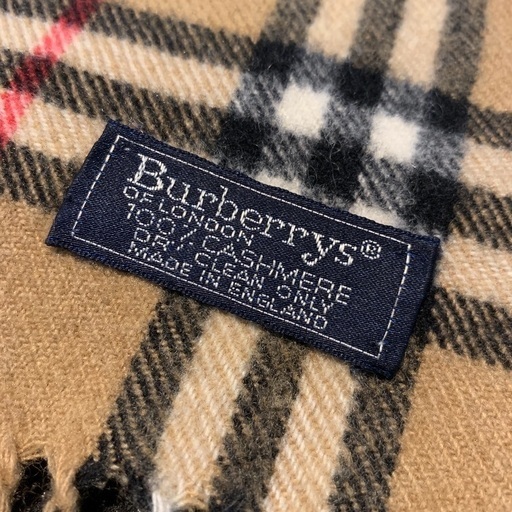 Burberrys®
OF LONDON
100% CASHMERE
DRY CLEAN ONLY
MADE IN ENGLAND